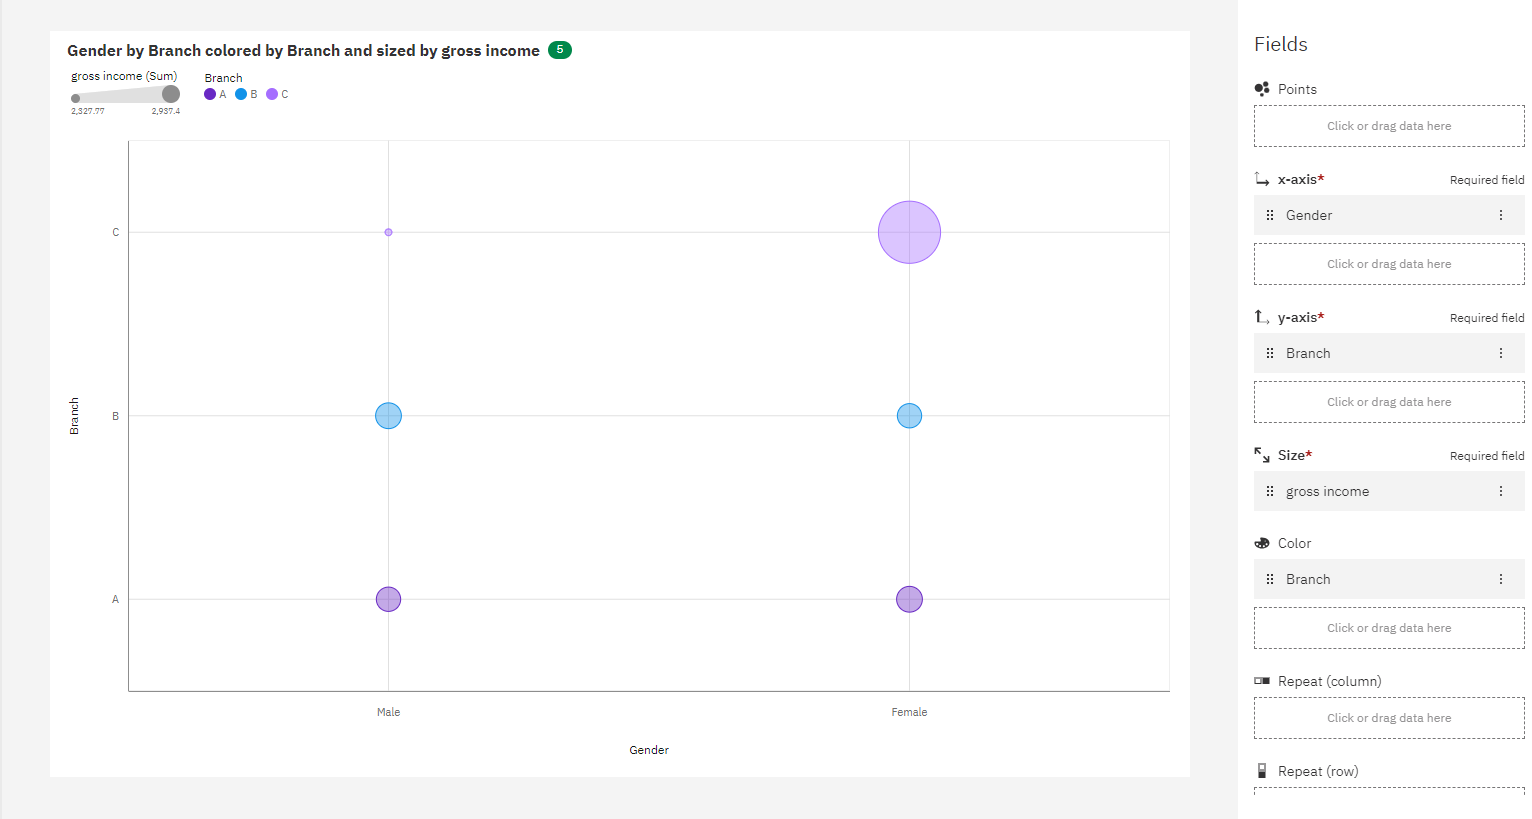 Gender by Branch colored by Branch and sized by gross income 5
gross income (Sum)
2,327.77 2,937.4
Branch
A B C
C
B
A
Branch
Male Female
Gender
Fields
Points
Click or drag data here
x-axis* Required field
Gender
Click or drag data here
y-axis* Required field
Branch
Click or drag data here
Size* Required field
gross income
Color
Branch
Click or drag data here
Repeat (column)
Click or drag data here
Repeat (row)